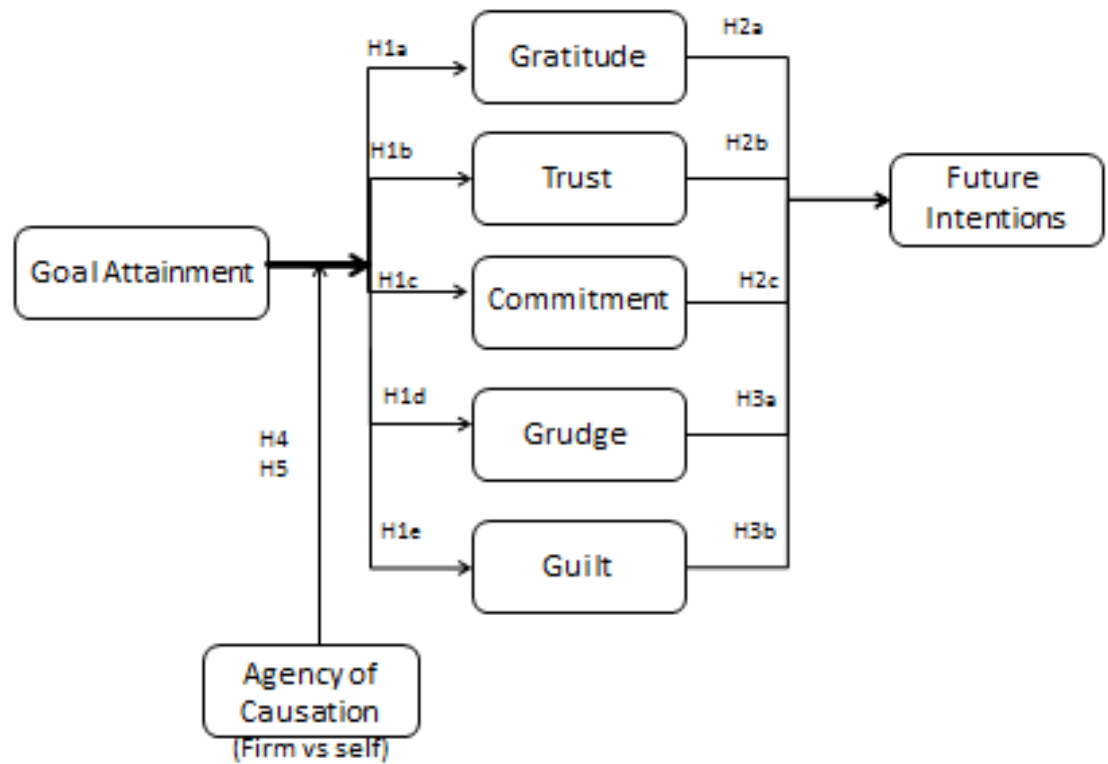 H1a
Gratitude
H2a
H1b
Trust
H2b
Future
Intentions
Goal Attainment
H1c
Commitment
H2c
H1d
Grudge
H3a
H4
H5
H1e
Guilt
H3b
Agency of
Causation
(Firm vs self)